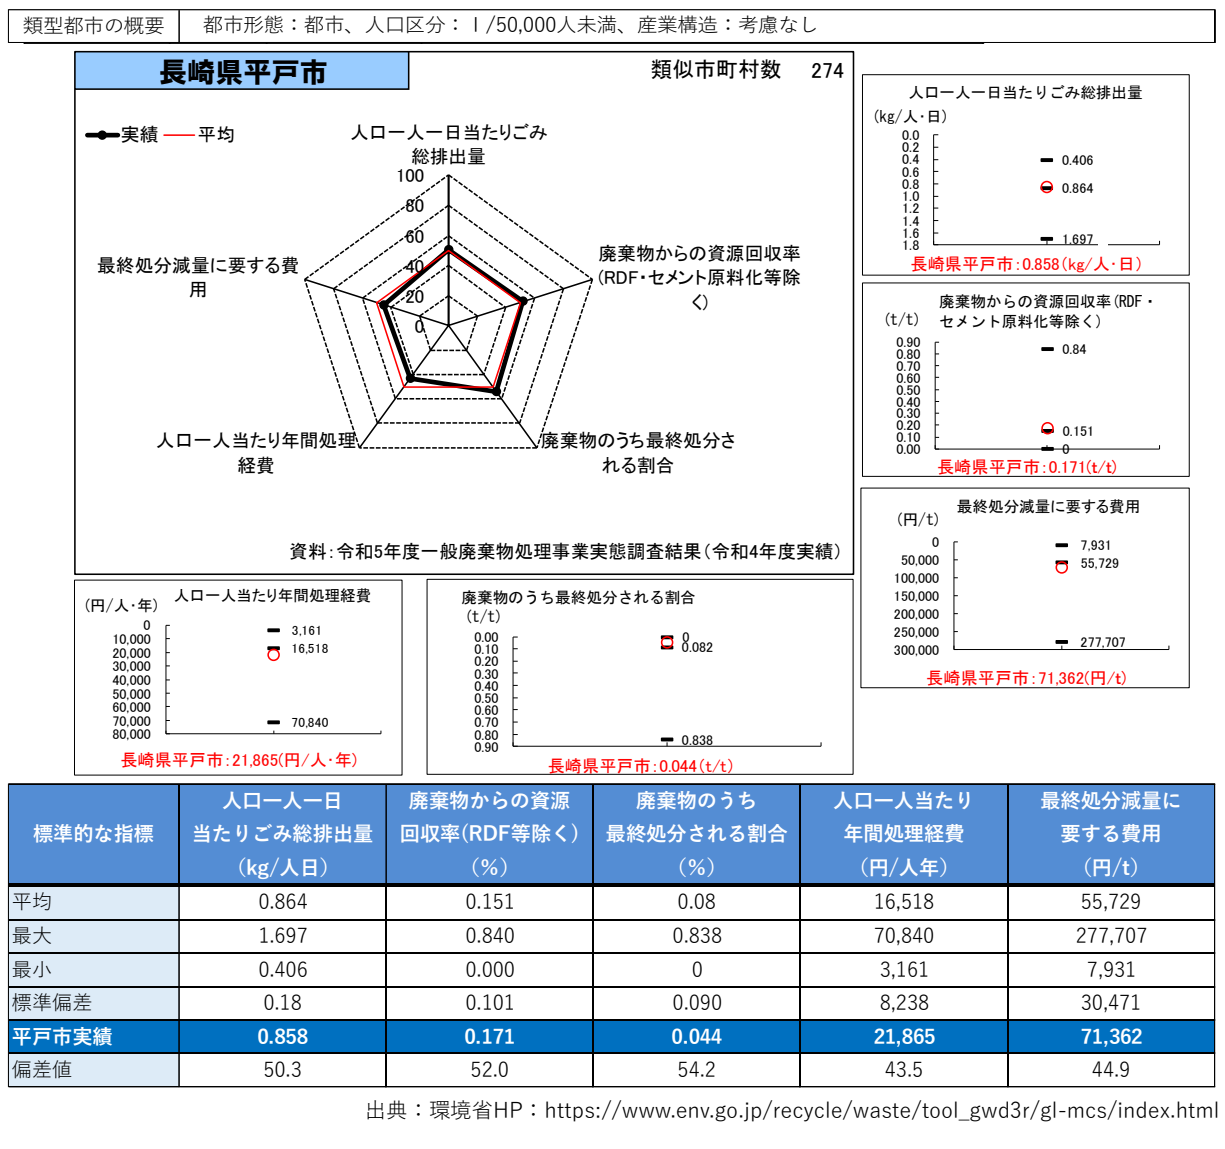 類型都市の概要 都市形態：都市、人口区分：Ⅰ/50,000人未満、産業構造：考慮なし
長崎県平戸市
類似市町村数 274
実績 平均
人口一人一日当たりごみ
総排出量
100
80
60
40
20
0
廃棄物からの資源回収率
(RDF・セメント原料化等除
く)
最終処分減量に要する費
用
人口一人当たり年間処理
経費
廃棄物のうち最終処分さ
れる割合
資料：令和5年度一般廃棄物処理事業実態調査結果（令和4年度実績）
人口一人一日当たりごみ総排出量
(kg/人・日)
0.0
0.2
0.4
0.6
0.8
1.0
1.2
1.4
1.6
1.8
0.406
0.864
1.697
長崎県平戸市：0.858(kg/人・日)
廃棄物からの資源回収率(RDF・
セメント原料化等除く)
(t/t)
0.90
0.80
0.70
0.60
0.50
0.40
0.30
0.20
0.10
0.00
0.84
0.151
0
長崎県平戸市：0.171(t/t)
最終処分減量に要する費用
(円/t)
0
50,000
100,000
150,000
200,000
250,000
300,000
7,931
55,729
277,707
長崎県平戸市：71,362(円/t)
人口一人当たり年間処理経費
(円/人・年)
0
10,000
20,000
30,000
40,000
50,000
60,000
70,000
80,000
3,161
16,518
70,840
長崎県平戸市：21,865(円/人・年)
廃棄物のうち最終処分される割合
(t/t)
0.00
0.10
0.20
0.30
0.40
0.50
0.60
0.70
0.80
0.90
0
0.082
0.838
長崎県平戸市：0.044(t/t)
標準的な指標
人口一人一日
当たりごみ総排出量
（kg/人日）
廃棄物からの資源
回収率(RDF等除く)
（%）
廃棄物のうち
最終処分される割合
（%）
人口一人当たり
年間処理経費
（円/人年）
最終処分減量に
要する費用
（円/t）
平均 0.864 0.151 0.08 16,518 55,729
最大 1.697 0.840 0.838 70,840 277,707
最小 0.406 0.000 0 3,161 7,931
標準偏差 0.18 0.101 0.090 8,238 30,471
平戸市実績 0.858 0.171 0.044 21,865 71,362
偏差値 50.3 52.0 54.2 43.5 44.9
出典：環境省HP：https://www.env.go.jp/recycle/waste/tool_gwd3r/gl-mcs/index.html